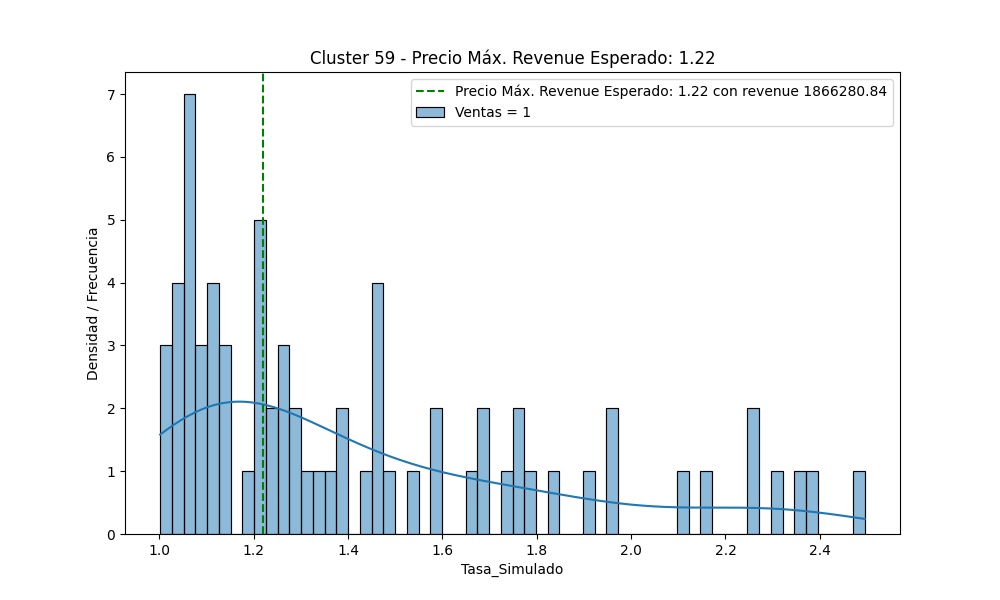 Cluster 59 - Precio Máx. Revenue Esperado: 1.22
Precio Máx. Revenue Esperado: 1.22 con revenue 1866280.84
Ventas = 1
Densidad / Frecuencia
7
6
5
4
3
2
1
0
1.0 1.2 1.4 1.6 1.8 2.0 2.2 2.4
Tasa_Simulado